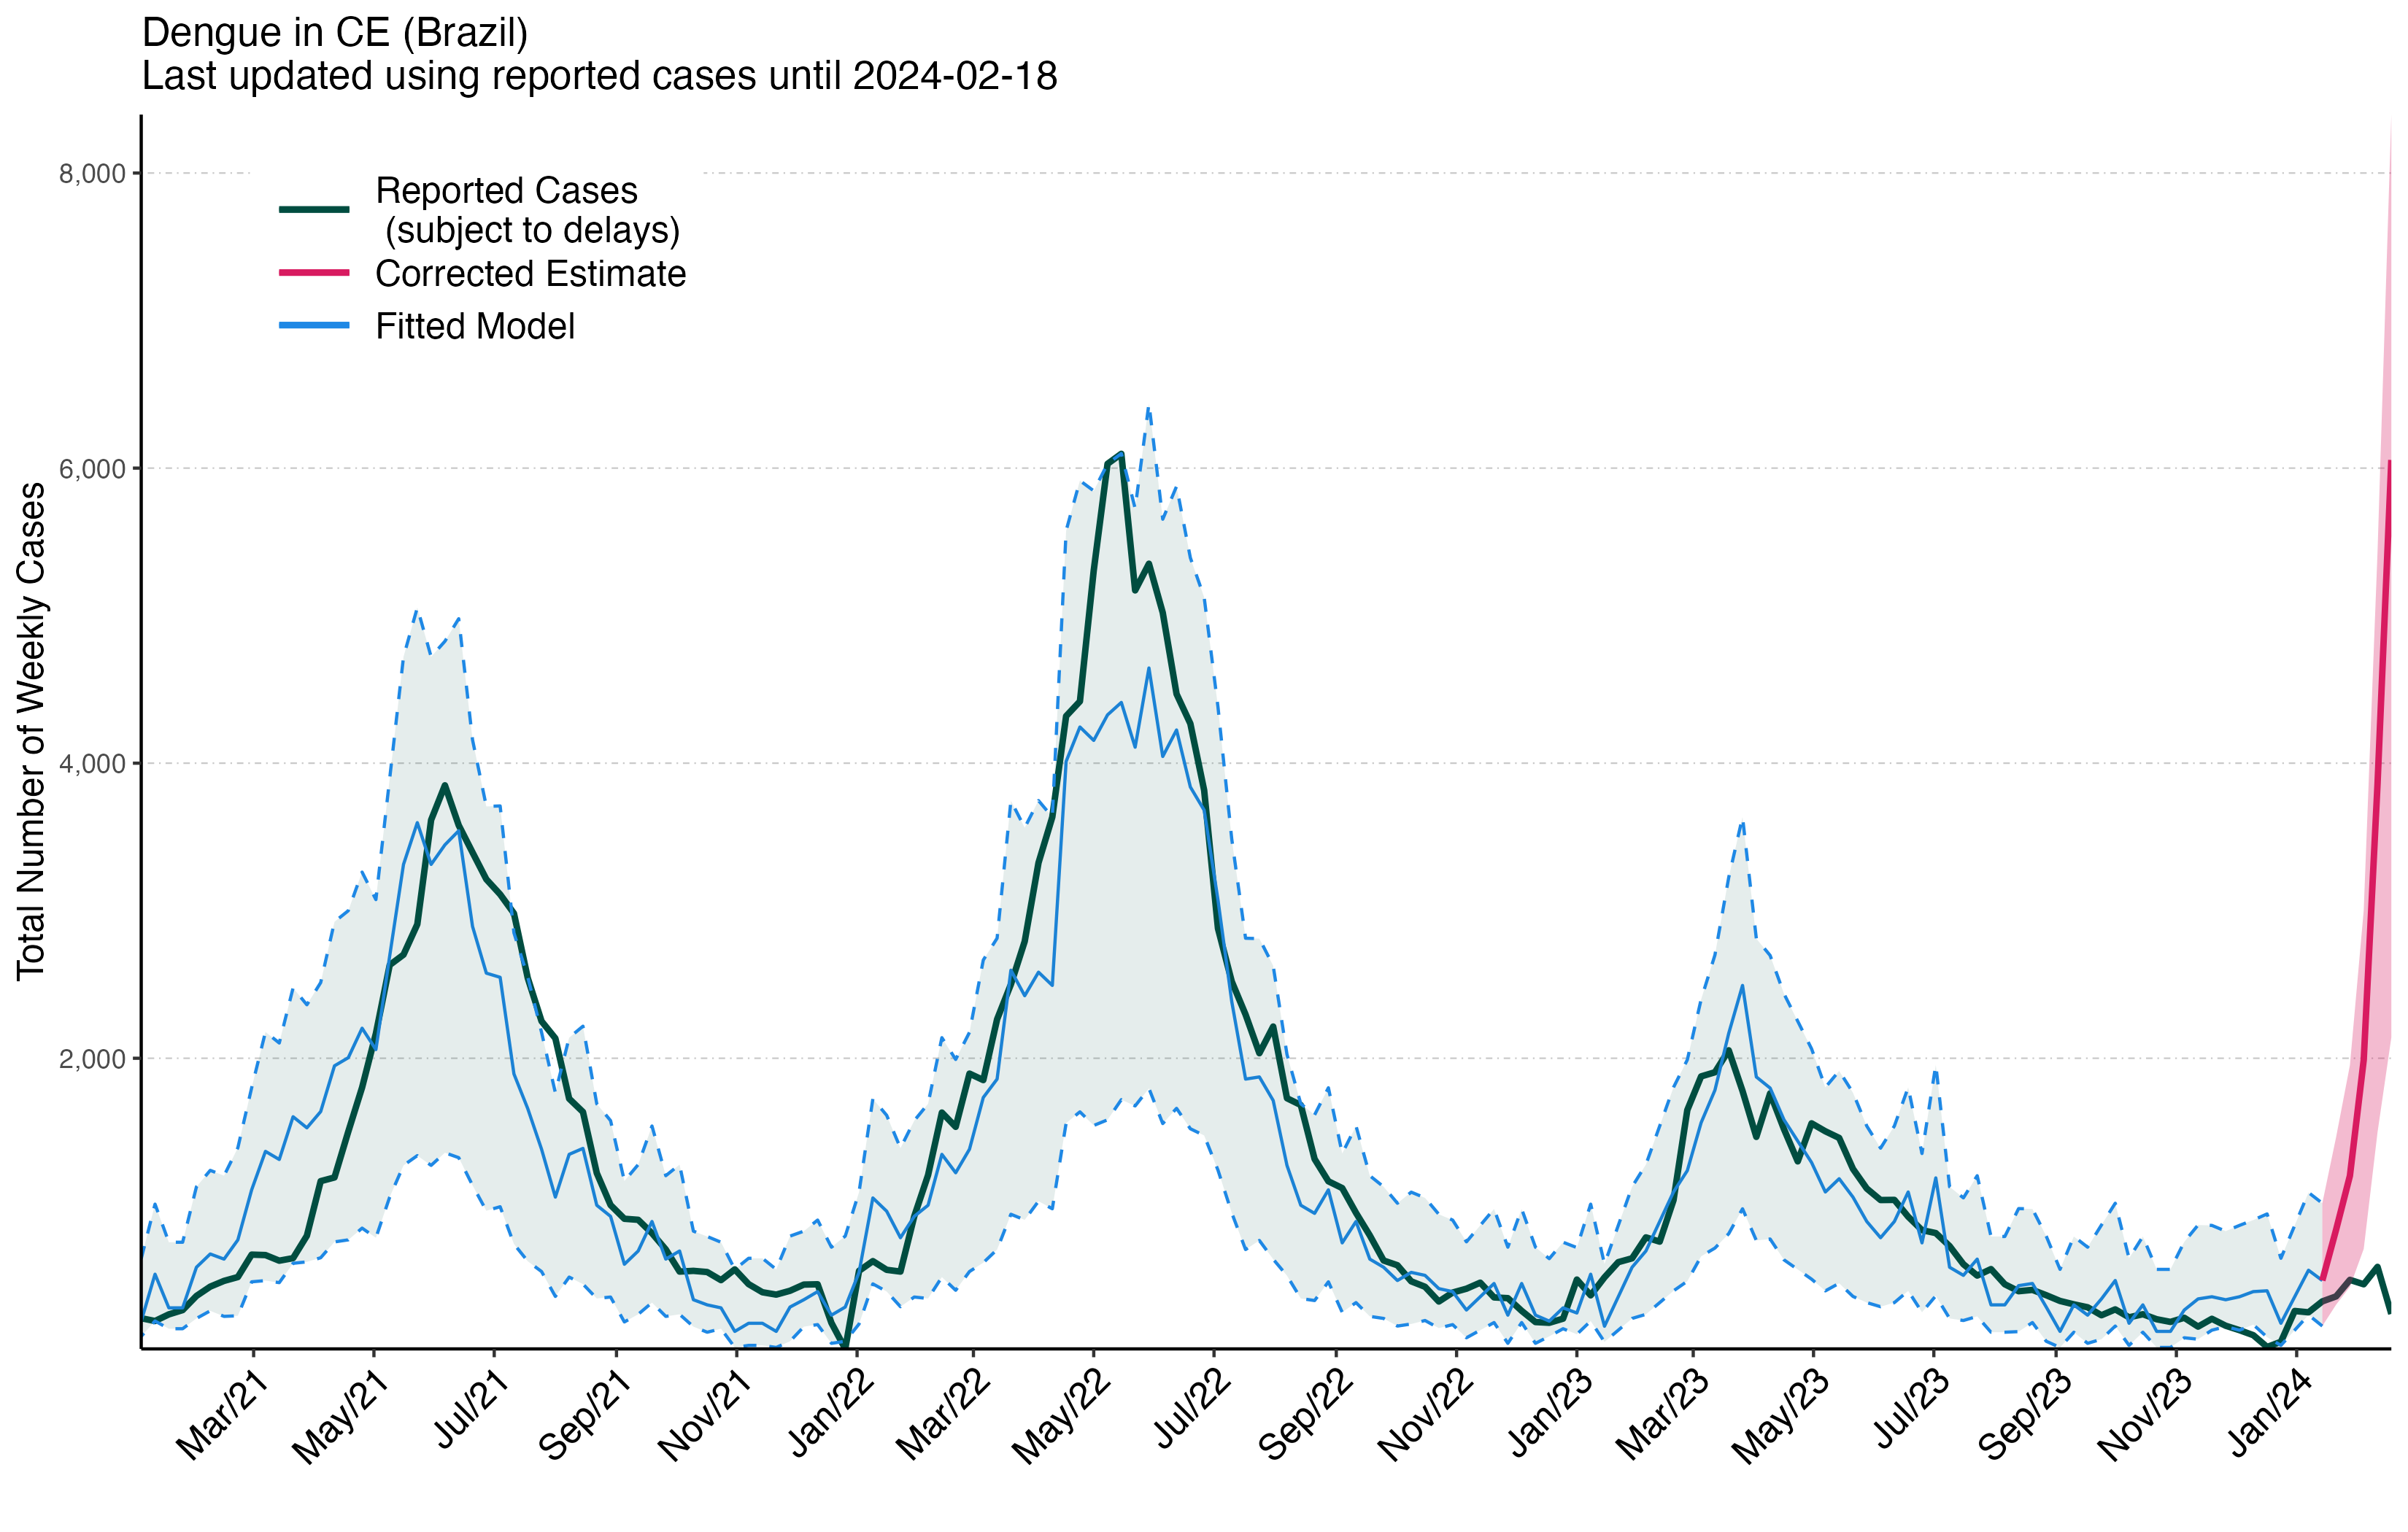 Dengue in CE (Brazil)
Last updated using reported cases until 2024-02-18
8,000
6,000
4,000
2,000
Total Number of Weekly Cases
Reported Cases
(subject to delays)
Corrected Estimate
Fitted Model
Mar/21
May/21
Jul/21
Sep/21
Nov/21
Jan/22
Mar/22
May/22
Jul/22
Sep/22
Nov/22
Jan/23
Mar/23
May/23
Jul/23
Sep/23
Nov/23
Jan/24